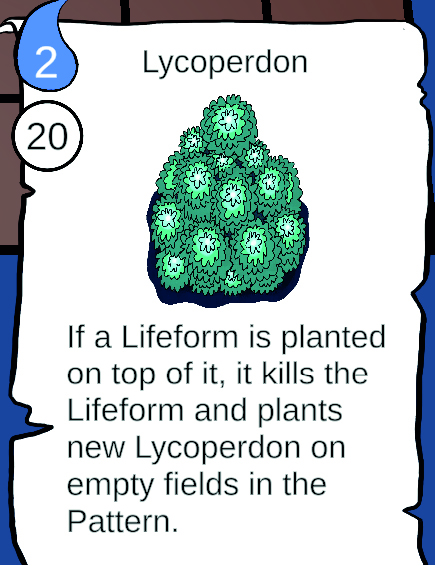 2
Lycoperdon
20
If a Lifeform is planted
on top of it, it kills the
Lifeform and plants
new Lycoperdon on
empty fields in the
Pattern.